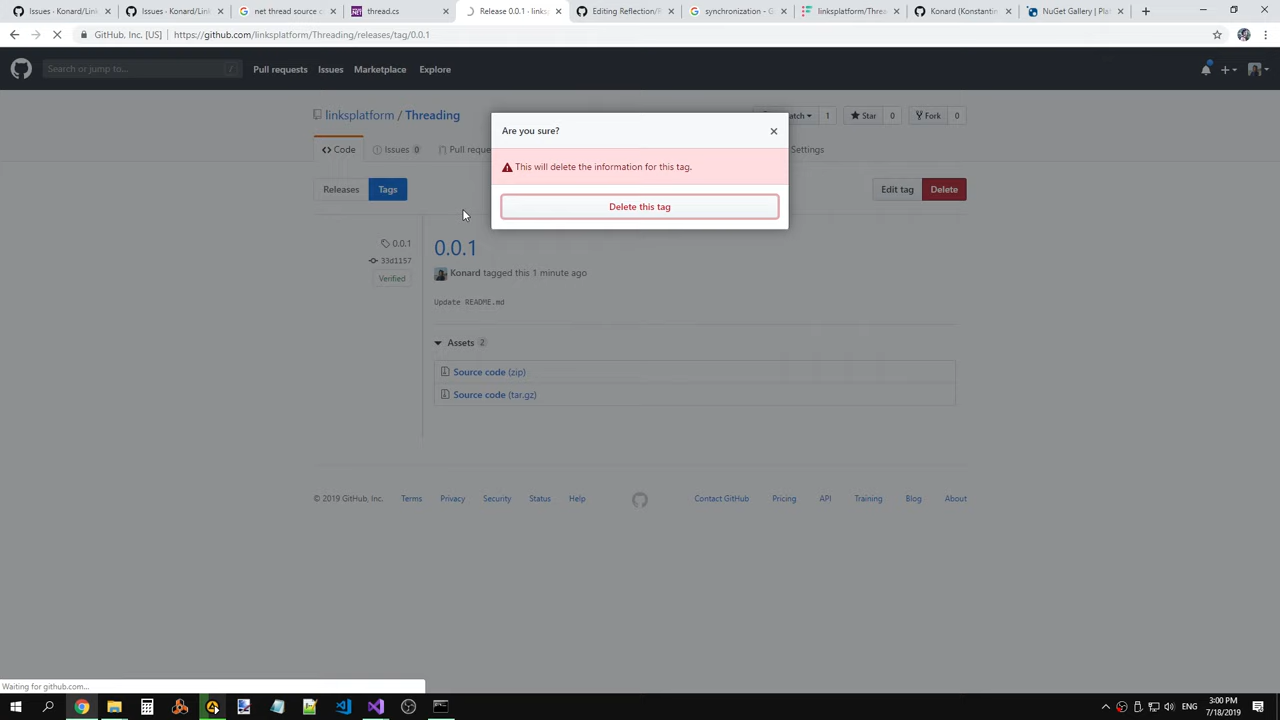 Issues · Konard/Lin
Issues · Konard/Link
net thread source c
thread.cs
Release 0.0.1 · links
Editing Reflection/F
synchronization - G
linksplatform/Threa
Konard (Konstantin
NuGet Gallery | Pla
GitHub, Inc. [US] | https://github.com/linksplatform/Threading/releases/tag/0.0.1
Search or jump to...
/
Pull requests
Issues
Marketplace
Explore
linksplatform / Threading
atch 1
Star 0
Fork 0
Code
Issues 0
Pull reque
Settings
Are you sure?
This will delete the information for this tag.
Delete this tag
Releases
Tags
Edit tag
Delete
0.0.1
33d1157
Verified
0.0.1
Konard tagged this 1 minute ago
Update README.md
Assets 2
Source code (zip)
Source code (tar.gz)
© 2019 GitHub, Inc.
Terms
Privacy
Security
Status
Help
Contact GitHub
Pricing
API
Training
Blog
About
Waiting for github.com...
ENG
3:00 PM
7/18/2019